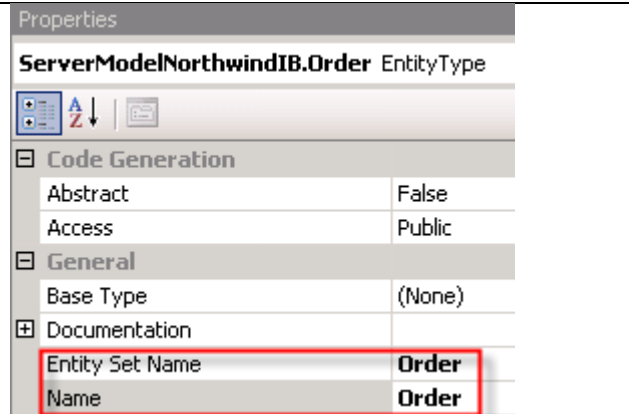 Properties
ServerModelNorthwindIB.Order EntityType
A
Z
Code Generation
Abstract False
Access Public
General
Base Type (None)
Documentation
Entity Set Name Order
Name Order